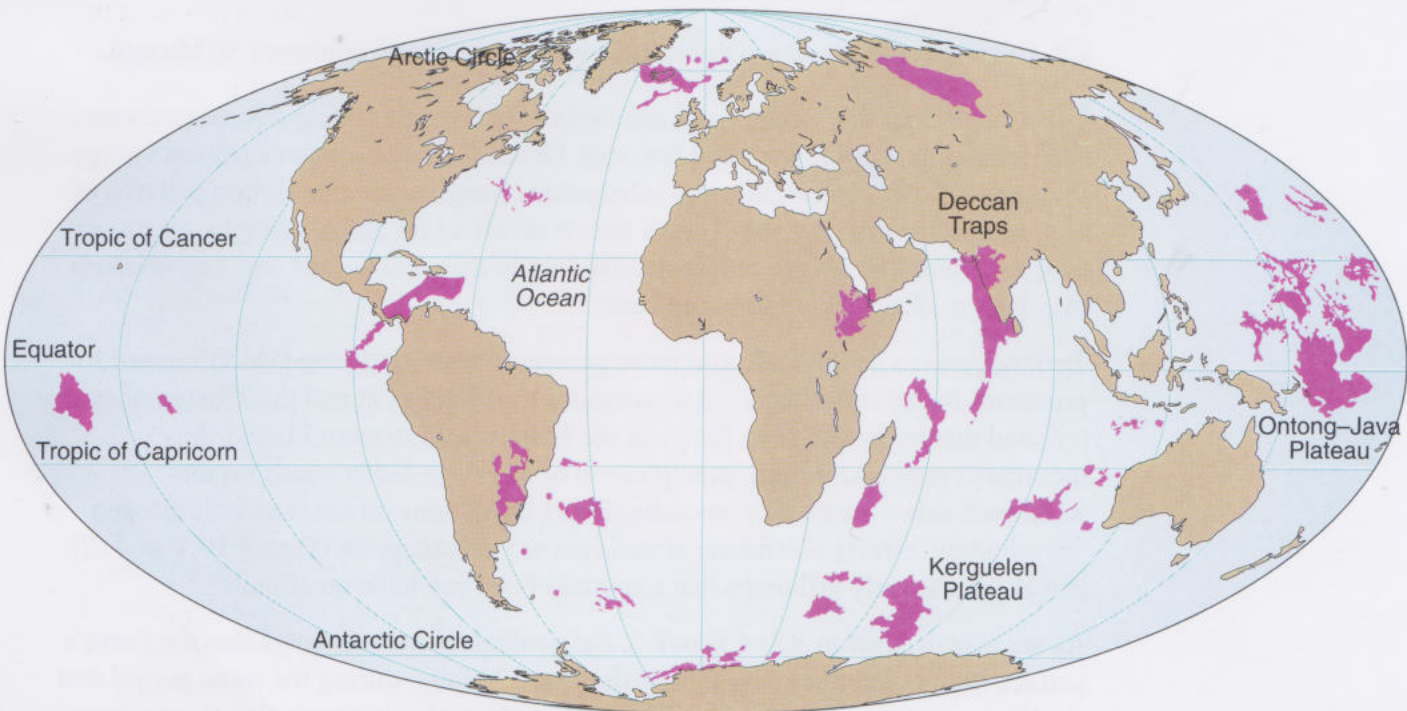 Arctic Circle
Deccan
Traps
Tropic of Cancer
Atlantic
Ocean
Equator
Ontong–Java
Plateau
Tropic of Capricorn
Kerguelen
Plateau
Antarctic Circle